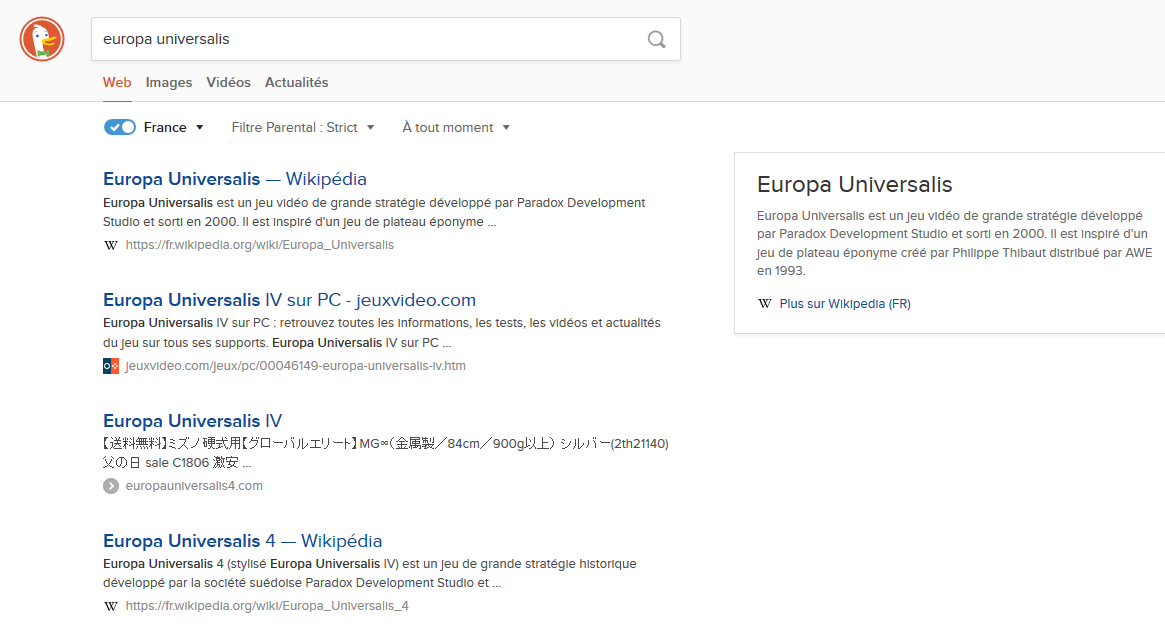 europa universalis
Web Images Vidéos Actualités
France Filtre Parental : Strict À tout moment
Europa Universalis — Wikipédia
Europa Universalis est un jeu vidéo de grande stratégie développé par Paradox Development
Studio et sorti en 2000. Il est inspiré d'un jeu de plateau éponyme ...
W https://fr.wikipedia.org/wiki/Europa_Universalis
Europa Universalis IV sur PC - jeuxvideo.com
Europa Universalis IV sur PC : retrouvez toutes les informations, les tests, les vidéos et actualités
du jeu sur tous ses supports. Europa Universalis IV sur PC ...
jeuxvideo.com/jeux/pc/00046149-europa-universalis-iv.htm
Europa Universalis IV
【送料無料】ミズノ 硬式用【グローバルエリート】MG∞（金属製／84cm／900g以上） シルバー(2th21140)
父の日 sale C1806 激安 ...
europauniversalis4.com
Europa Universalis 4 — Wikipédia
Europa Universalis 4 (stylisé Europa Universalis IV) est un jeu de grande stratégie historique
développé par la société suédoise Paradox Development Studio et ...
W https://fr.wikipedia.org/wiki/Europa_Universalis_4
Europa Universalis
Europa Universalis est un jeu vidéo de grande stratégie développé
par Paradox Development Studio et sorti en 2000. Il est inspiré d'un
jeu de plateau éponyme créé par Philippe Thibaut distribué par AWE
en 1993.
W Plus sur Wikipedia (FR)